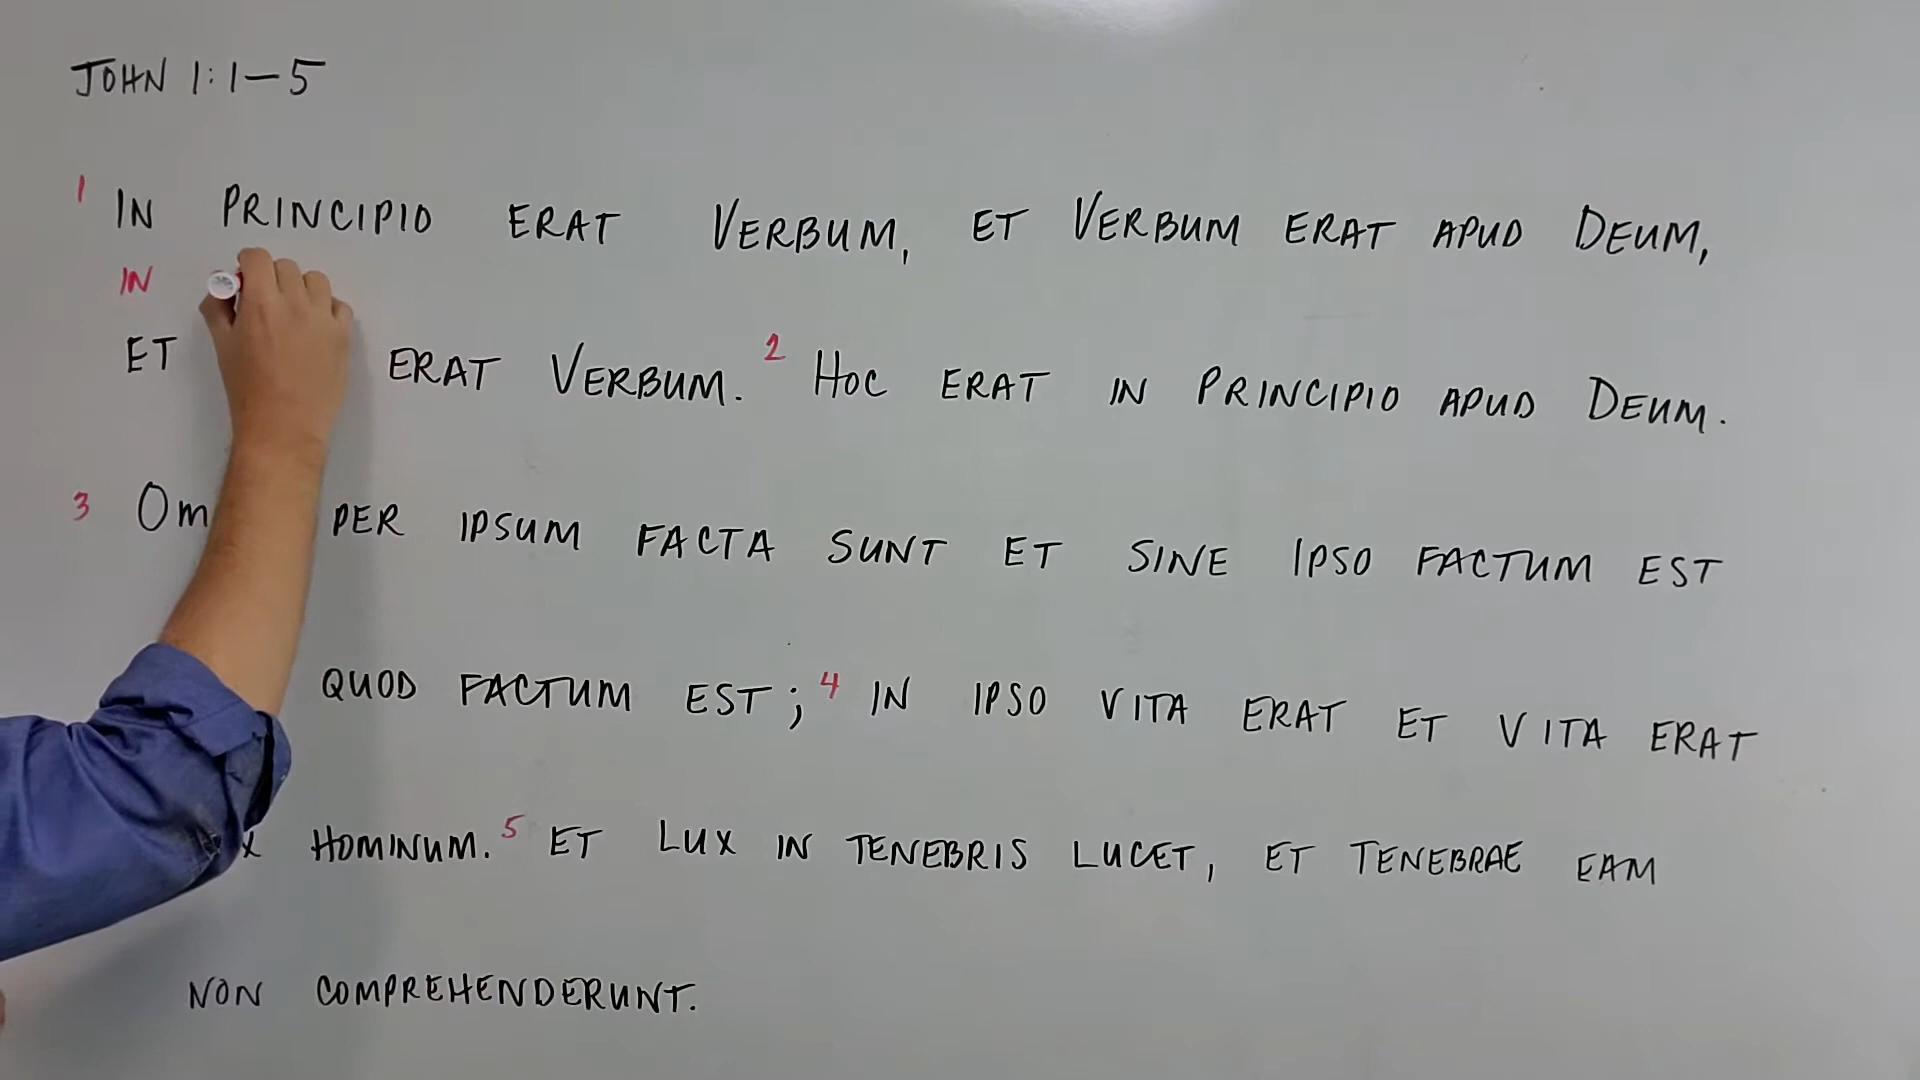 JOHN 1:1–5
1 IN PRINCIPIO ERAT VERBUM, ET VERBUM ERAT APUD DEUM,
IN
ET ERAT VERBUM. 2 HOC ERAT IN PRINCIPIO APUD DEUM.
3 OM PER IPSUM FACTA SUNT ET SINE IPSO FACTUM EST
QUOD FACTUM EST; 4 IN IPSO VITA ERAT ET VITA ERAT
HOMINUM. 5 ET LUX IN TENEBRIS LUCET, ET TENEBRAE EAM
NON COMPREHENDERUNT.